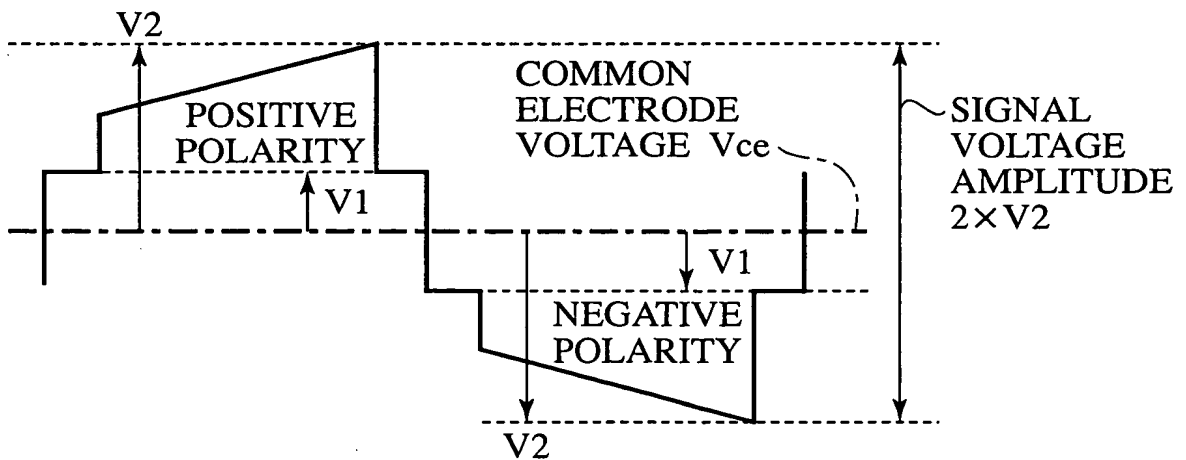 V2
COMMON
ELECTRODE
VOLTAGE Vce
POSITIVE
POLARITY
V1
SIGNAL
VOLTAGE
AMPLITUDE
2×V2
V1
NEGATIVE
POLARITY
V2